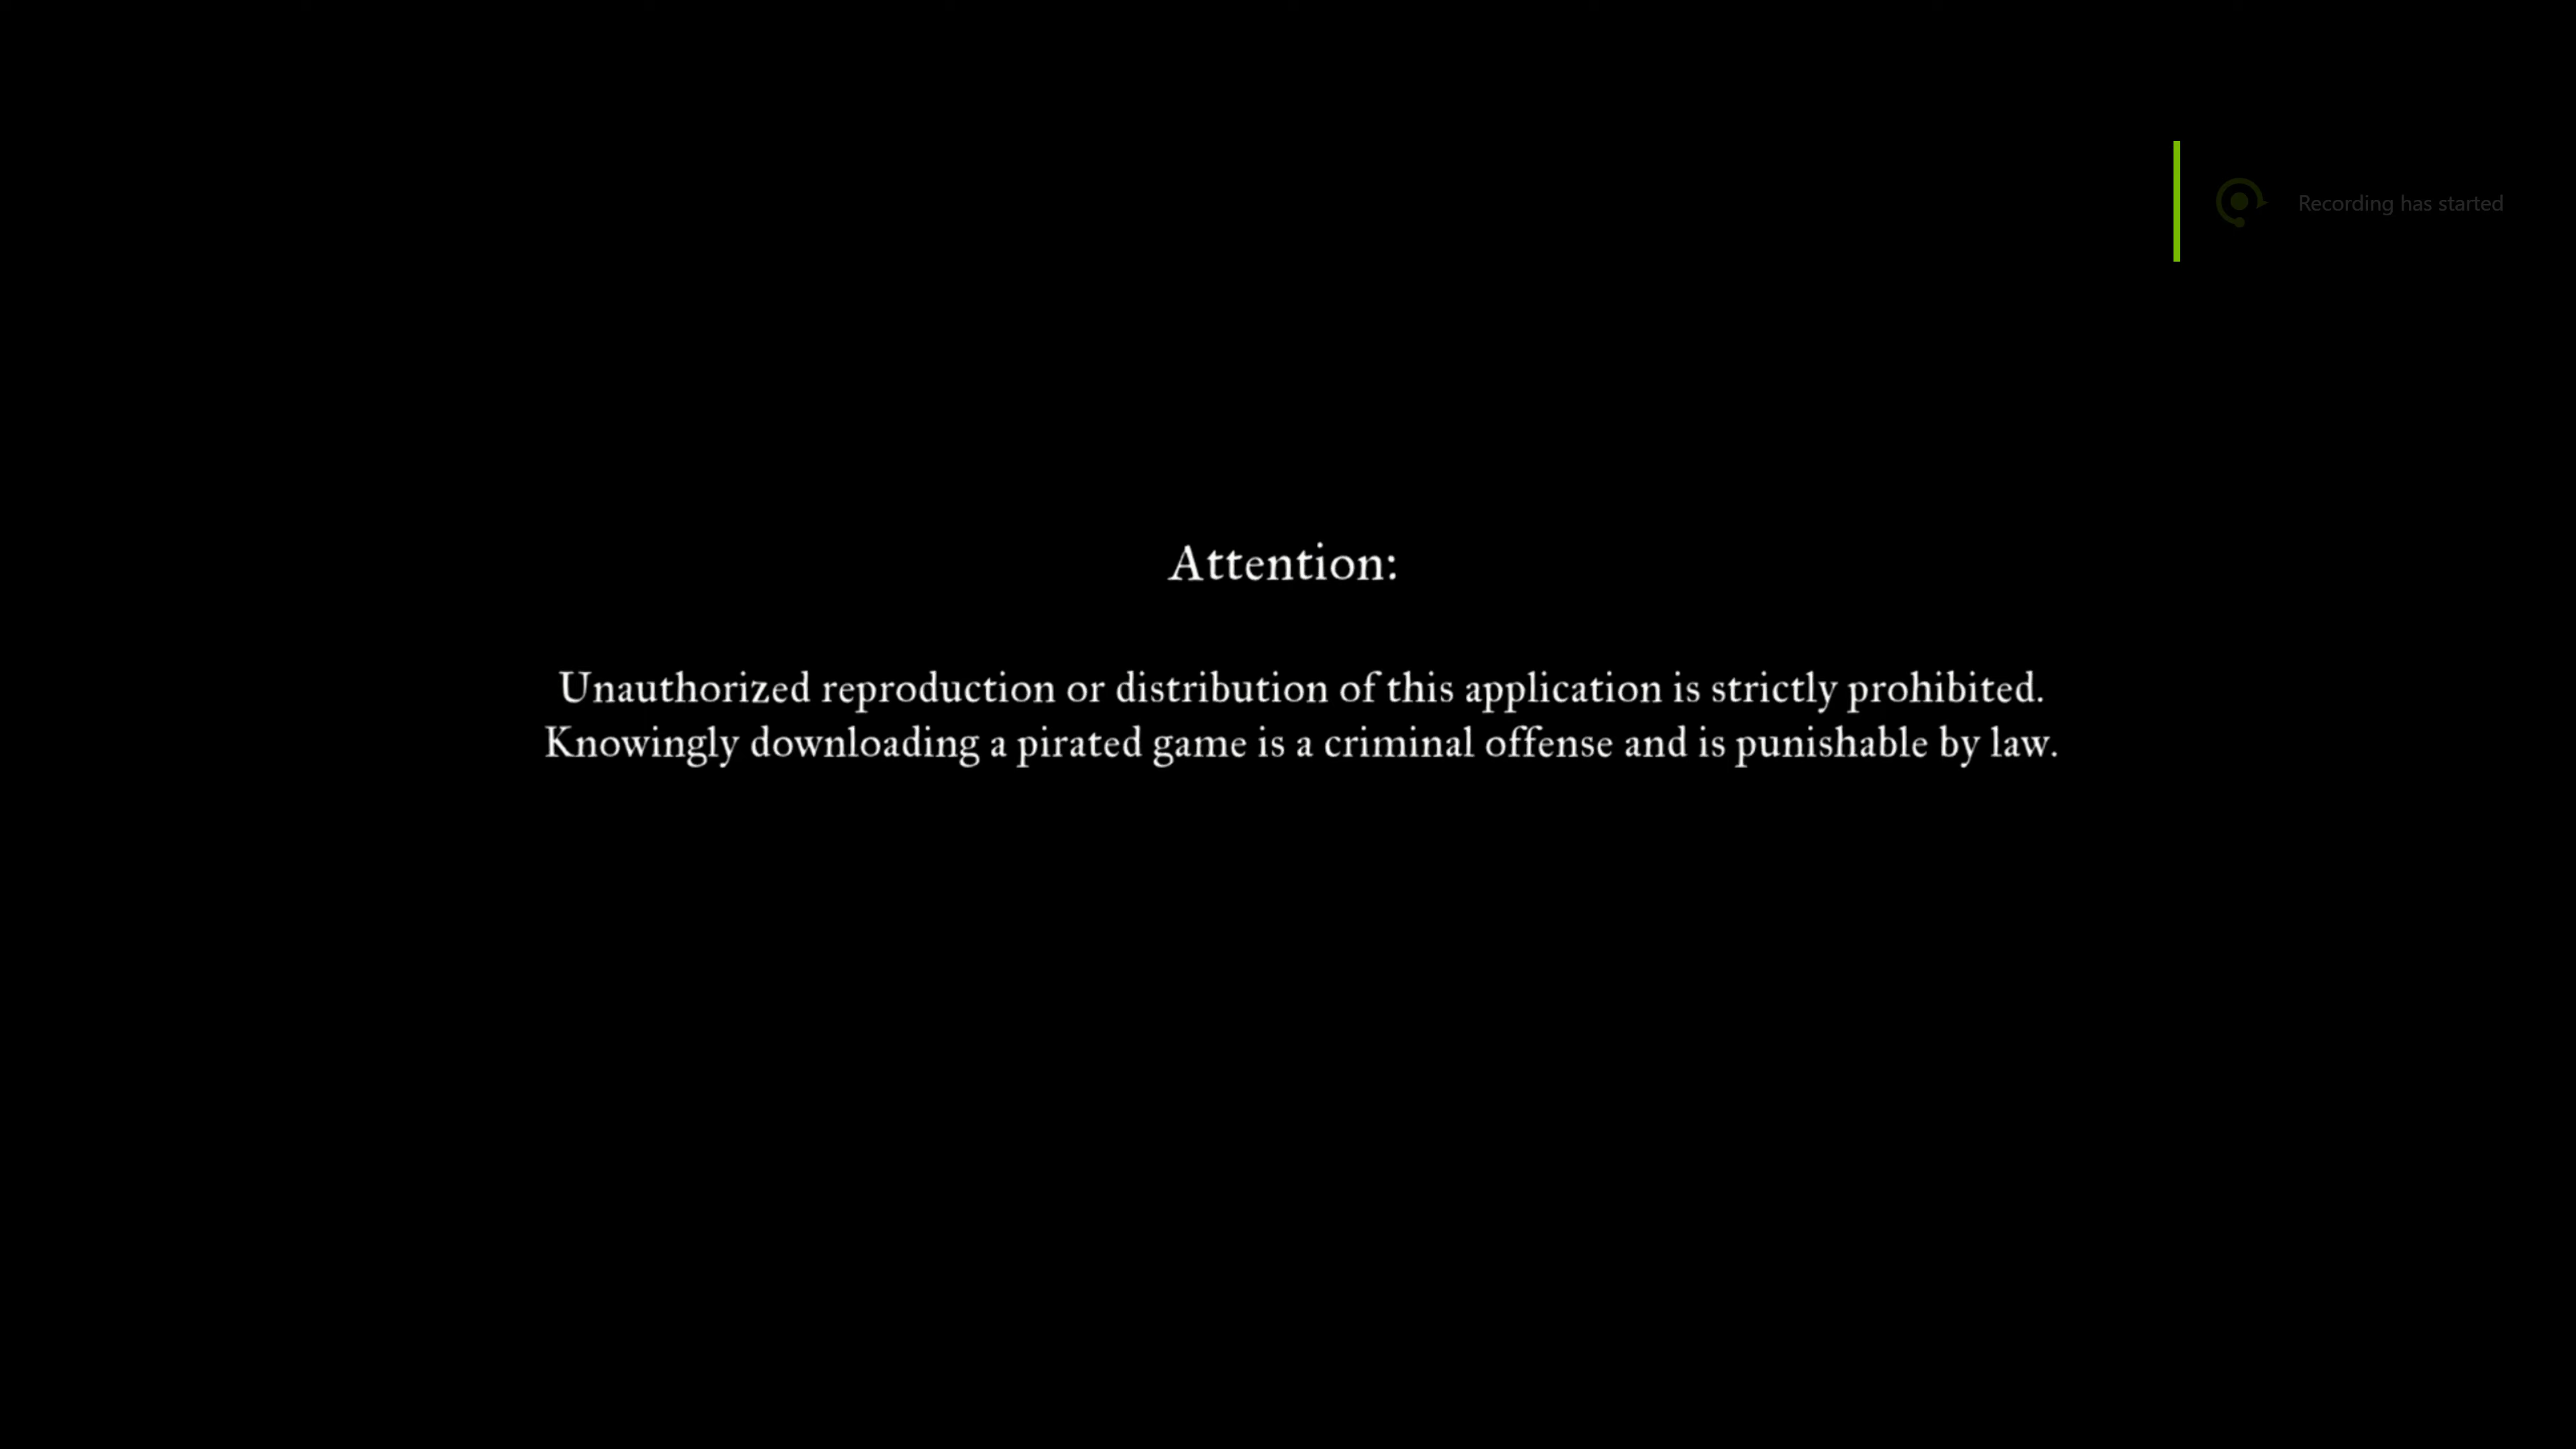 Recording has started
Attention:
Unauthorized reproduction or distribution of this application is strictly prohibited.
Knowingly downloading a pirated game is a criminal offense and is punishable by law.